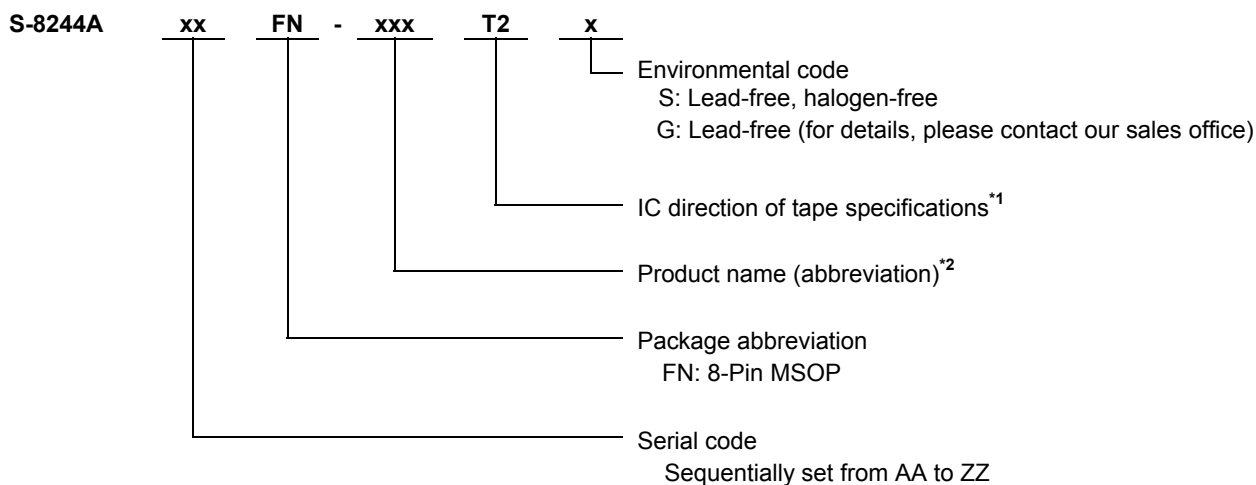 S-8244A xx FN - xxx T2 x
Environmental code
S: Lead-free, halogen-free
G: Lead-free (for details, please contact our sales office)
IC direction of tape specifications*1
Product name (abbreviation)*2
Package abbreviation
FN: 8-Pin MSOP
Serial code
Sequentially set from AA to ZZ